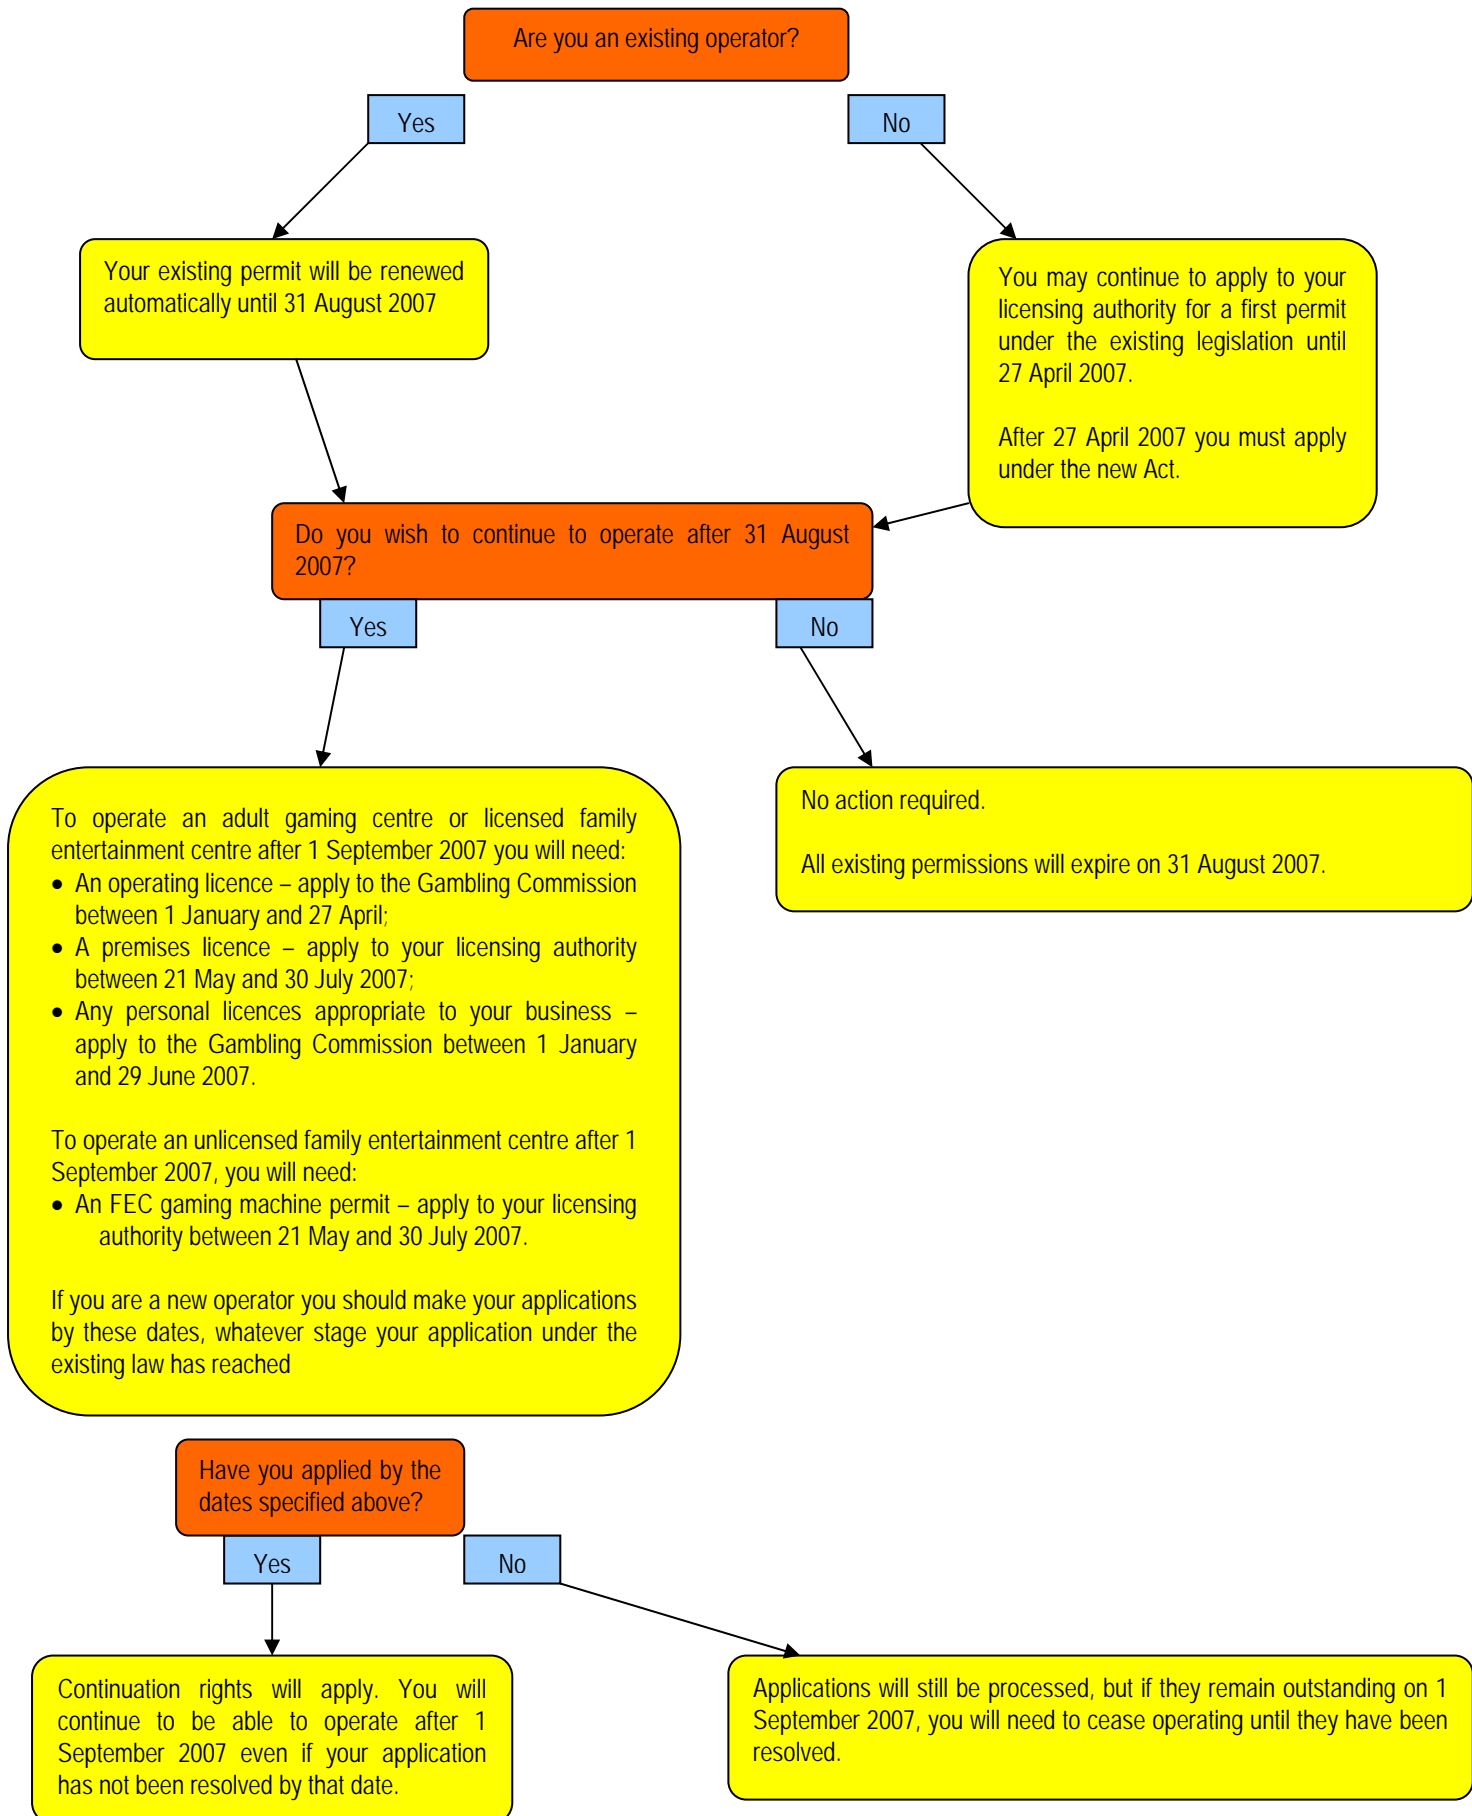 Are you an existing operator?
Yes
No
Your existing permit will be renewed
automatically until 31 August 2007
You may continue to apply to your
licensing authority for a first permit
under the existing legislation until
27 April 2007.
After 27 April 2007 you must apply
under the new Act.
Do you wish to continue to operate after 31 August
2007?
Yes
No
To operate an adult gaming centre or licensed family
entertainment centre after 1 September 2007 you will need:
• An operating licence – apply to the Gambling Commission
between 1 January and 27 April;
• A premises licence – apply to your licensing authority
between 21 May and 30 July 2007;
• Any personal licences appropriate to your business –
apply to the Gambling Commission between 1 January
and 29 June 2007.
To operate an unlicensed family entertainment centre after 1
September 2007, you will need:
• An FEC gaming machine permit – apply to your licensing
authority between 21 May and 30 July 2007.
If you are a new operator you should make your applications
by these dates, whatever stage your application under the
existing law has reached
No action required.
All existing permissions will expire on 31 August 2007.
Have you applied by the
dates specified above?
Yes
No
Continuation rights will apply. You will
continue to be able to operate after 1
September 2007 even if your application
has not been resolved by that date.
Applications will still be processed, but if they remain outstanding on 1
September 2007, you will need to cease operating until they have been
resolved.